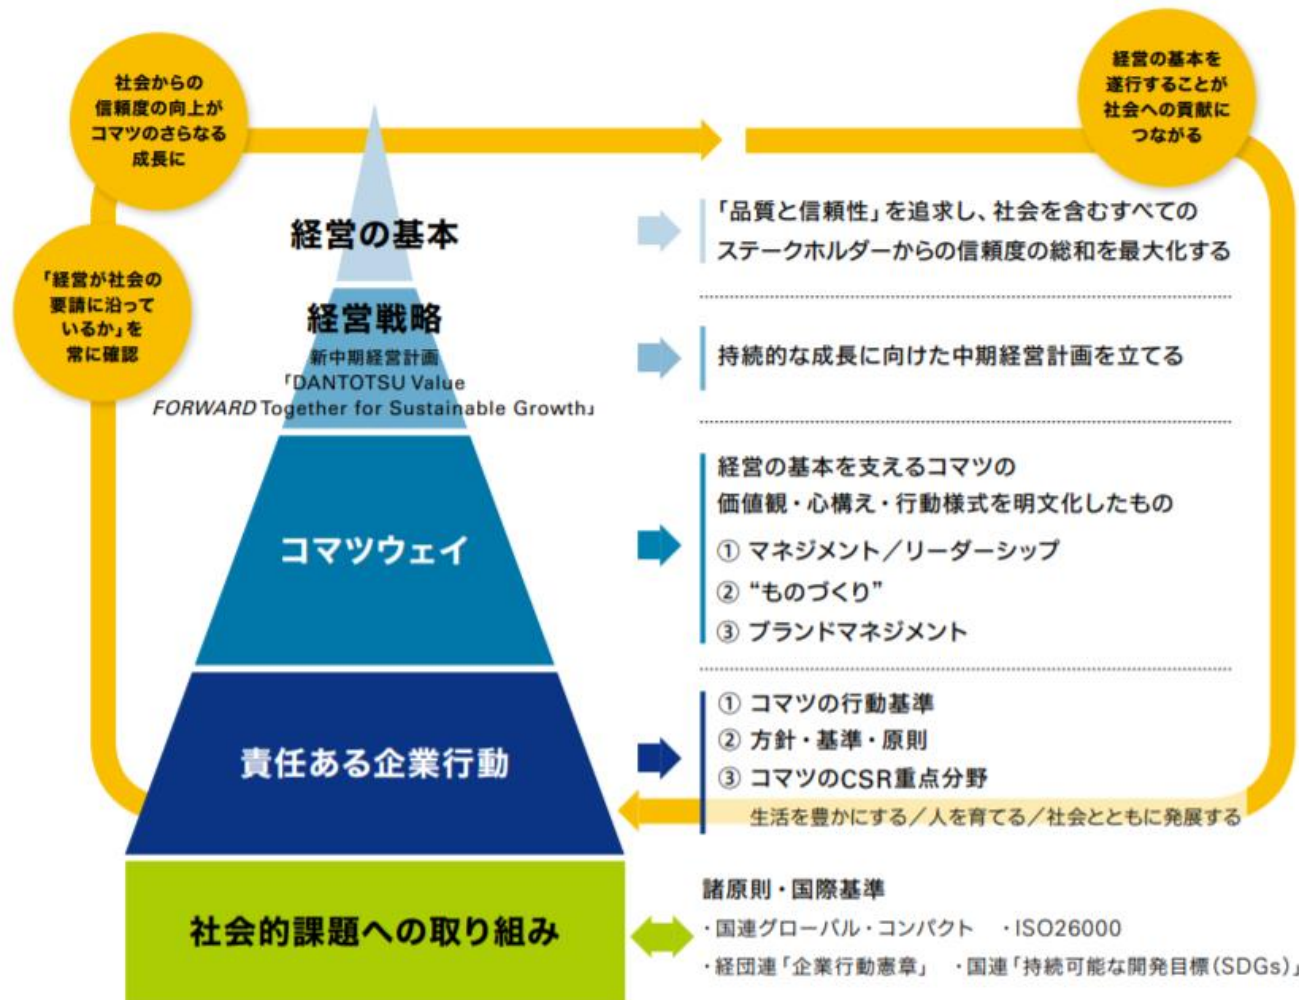 社会からの
信頼度の向上が
コマツのさらなる
成長に
経営の基本を
遂行することが
社会への貢献に
つながる
「経営が社会の
要請に沿って
いるか」を
常に確認
経営の基本
「品質と信頼性」を追求し、社会を含むすべての
ステークホルダーからの信頼度の総和を最大化する
経営戦略
新中期経営計画
「DANTOTSU Value
FORWARD Together for Sustainable Growth」
持続的な成長に向けた中期経営計画を立てる
コマツウェイ
経営の基本を支えるコマツの
価値観・心構え・行動様式を明文化したもの
① マネジメント／リーダーシップ
② “ものづくり”
③ ブランドマネジメント
責任ある企業行動
① コマツの行動基準
② 方針・基準・原則
③ コマツのCSR重点分野
生活を豊かにする／人を育てる／社会とともに発展する
社会的課題への取り組み
諸原則・国際基準
・国連グローバル・コンパクト ・ISO26000
・経団連「企業行動憲章」 ・国連「持続可能な開発目標（SDGs）」